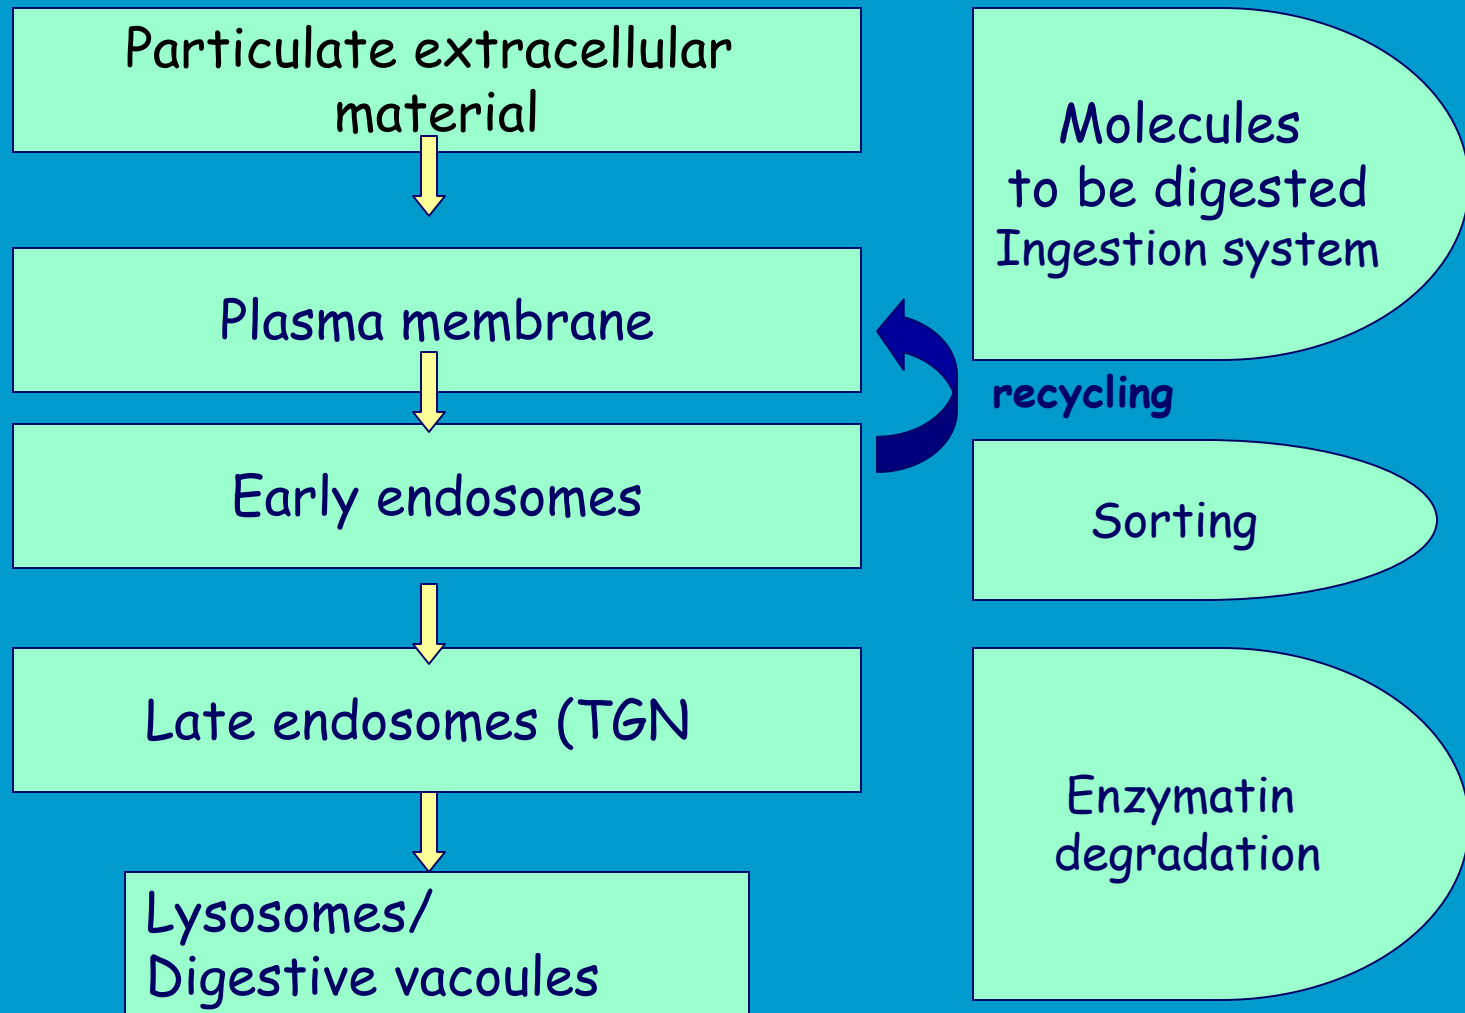 Particulate extracellular
material
Molecules
to be digested
Ingestion system
Plasma membrane
recycling
Early endosomes
Sorting
Late endosomes (TGN
Enzymatin
degradation
Lysosomes/
Digestive vacoules